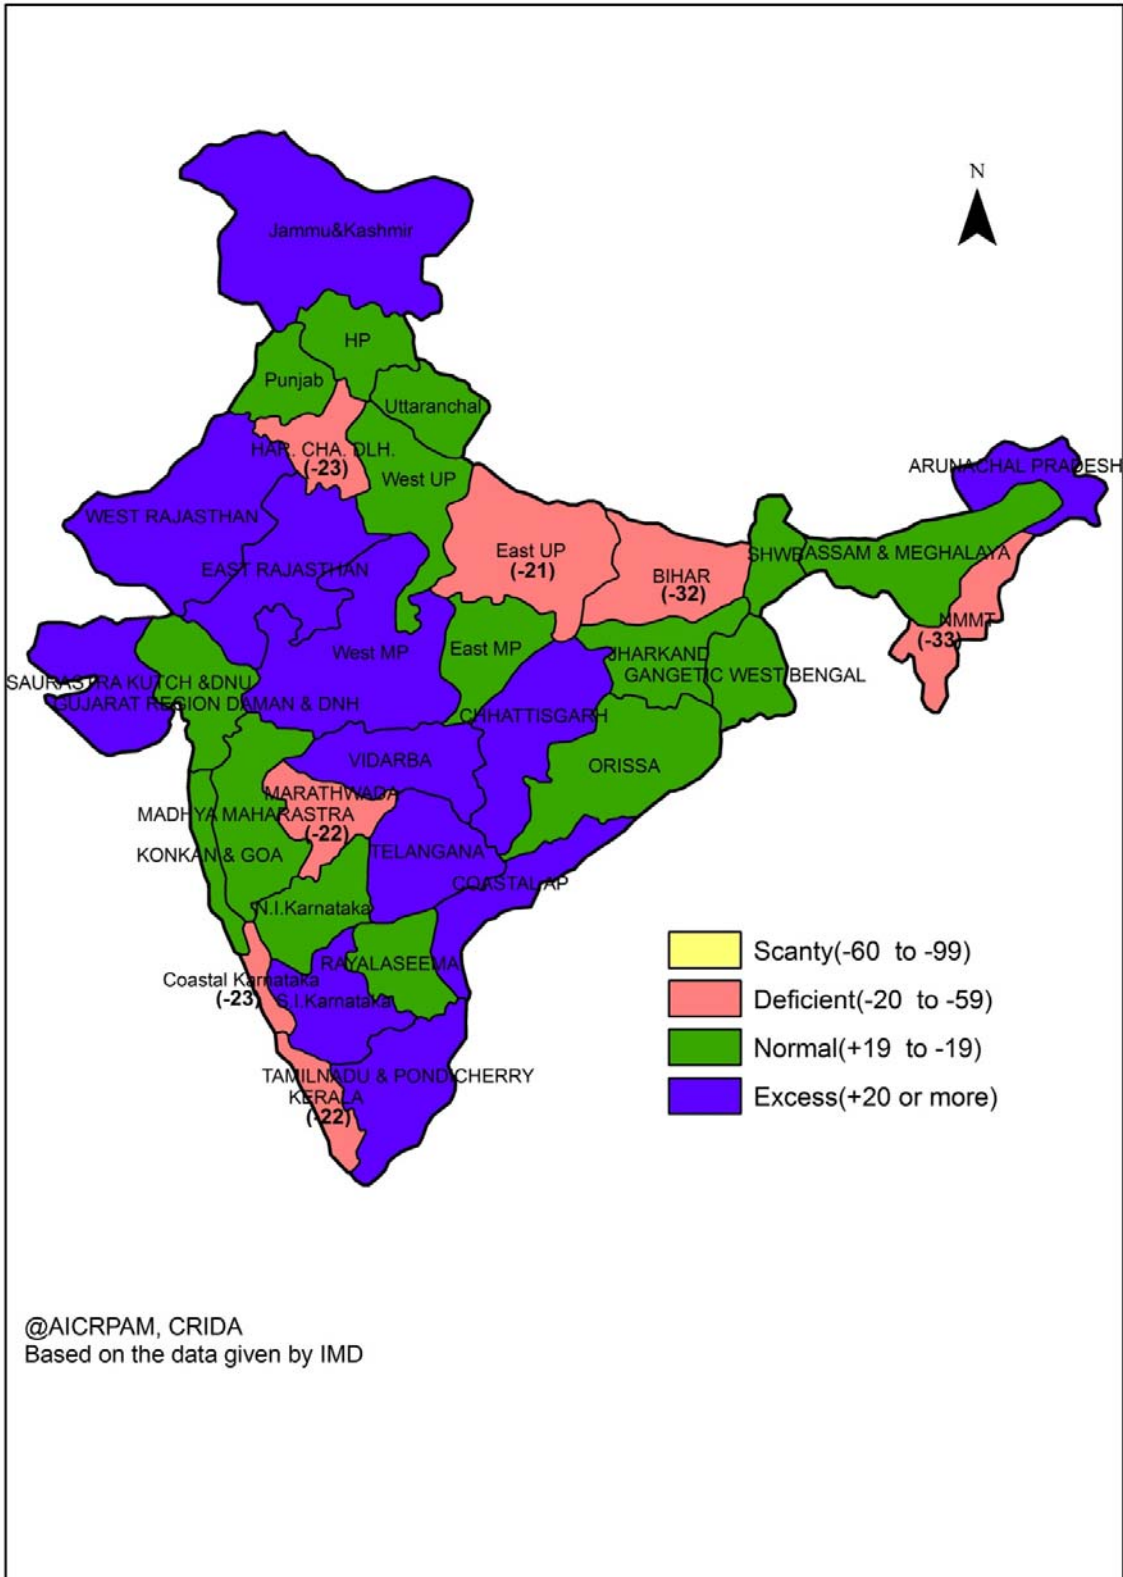 N
Jammu&Kashmir
HP
Punjab
Uttaranchal
HAR. CHA. DLH.
(-23)
West UP
ARUNACHAL PRADESH
WEST RAJASTHAN
EAST RAJASTHAN
East UP
(-21)
BIHAR
(-32)
SHWB
ASSAM & MEGHALAYA
NMMT
(-33)
West MP
East MP
JHARKAND
GANGETIC WEST BENGAL
SAURASTRA KUTCH &DNU
GUJARAT REGION DAMAN & DNH
CHHATTISGARH
VIDARBA
ORISSA
MARATHWADA
(-22)
MADHYA MAHARASTRA
KONKAN & GOA
TELANGANA
COASTAL AP
N.I.Karnataka
RAYALASEEMA
Coastal Karnataka
(-23)
S.I.Karnataka
TAMILNADU & PONDICHERRY
KERALA
(-22)
Scanty(-60 to -99)
Deficient(-20 to -59)
Normal(+19 to -19)
Excess(+20 or more)
@AICRPAM, CRIDA
Based on the data given by IMD